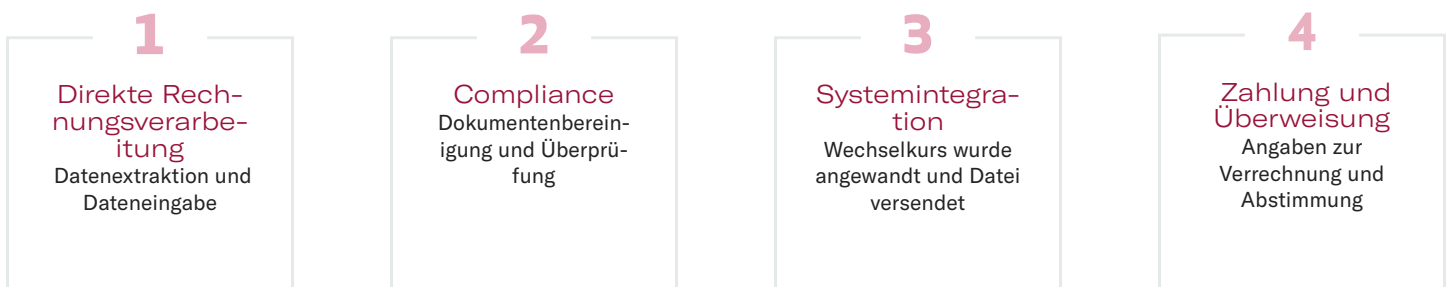 1
Direkte Rech-
nungsverarbe-
itung
Datenextraktion und
Dateneingabe
2
Compliance
Dokumentenberein-
igung und Überprü-
fung
3
Systemintegra-
tion
Wechselkurs wurde
angewandt und Datei
versendet
4
Zahlung und
Überweisung
Angaben zur
Verrechnung und
Abstimmung